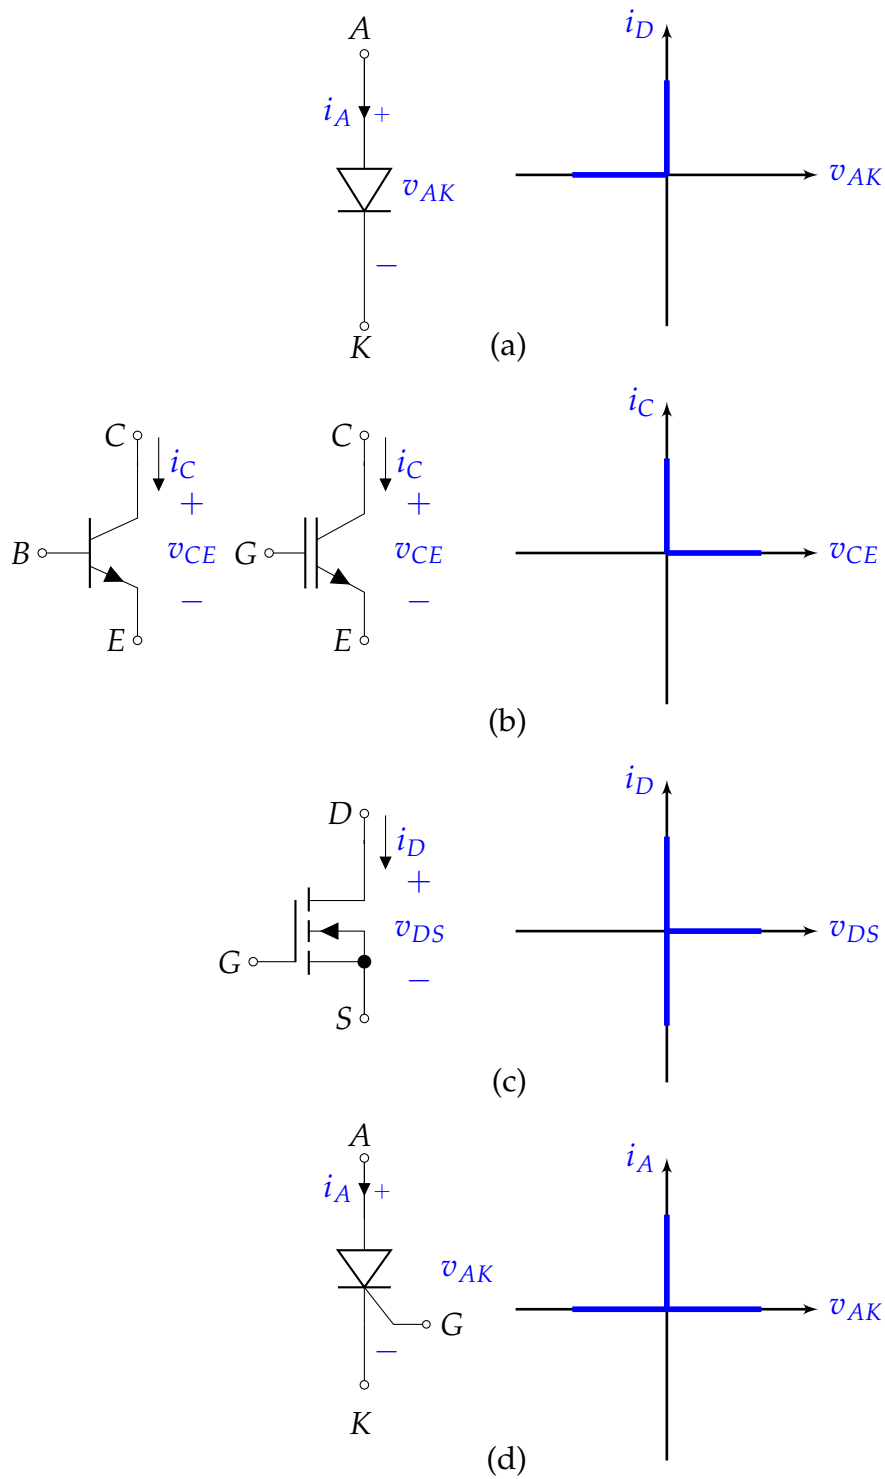 A
i_D
i_A +
v_AK
v_AK
−
K
(a)
i_C
C
C
i_C
i_C
+
+
B
v_CE
G
v_CE
v_CE
−
−
E
E
(b)
i_D
D
i_D
+
v_DS
v_DS
G
−
S
(c)
A
i_A
i_A +
v_AK
v_AK
G
−
K
(d)